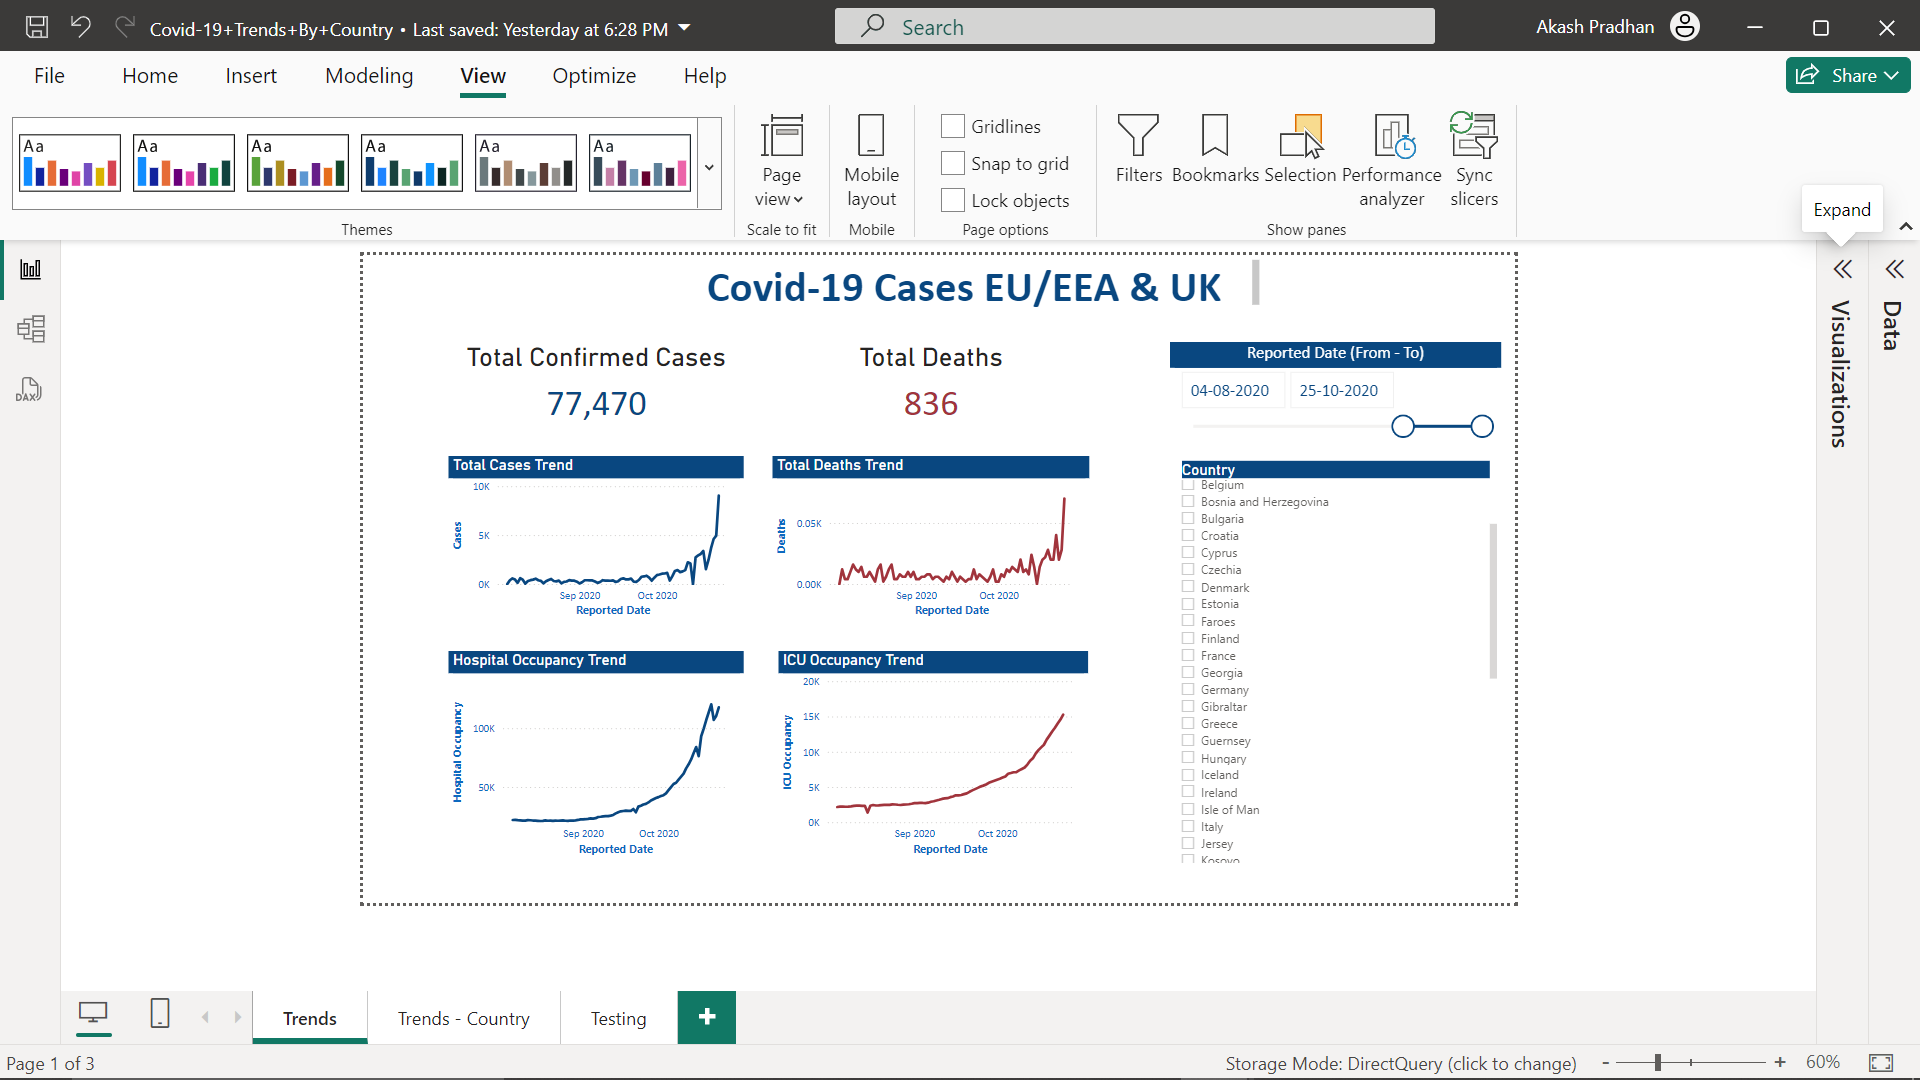 Covid-19+Trends+By+Country • Last saved: Yesterday at 6:28 PM
Search
Akash Pradhan
File Home Insert Modeling View Optimize Help
Share
Aa Aa Aa Aa Aa Aa
Themes
Page view
Scale to fit
Mobile layout
Mobile
Gridlines
Snap to grid
Lock objects
Page options
Filters
Bookmarks
Selection
Performance analyzer
Sync slicers
Show panes
Expand
DAX
Covid-19 Cases EU/EEA & UK
Total Confirmed Cases
77,470
Total Deaths
836
Reported Date (From - To)
04-08-2020 25-10-2020
Total Cases Trend
Cases
10K
5K
0K
Sep 2020 Oct 2020
Reported Date
Total Deaths Trend
Deaths
0.05K
0.00K
Sep 2020 Oct 2020
Reported Date
Hospital Occupancy Trend
Hospital Occupancy
100K
50K
Sep 2020 Oct 2020
Reported Date
ICU Occupancy Trend
ICU Occupancy
20K
15K
10K
5K
0K
Sep 2020 Oct 2020
Reported Date
Country
Belgium
Bosnia and Herzegovina
Bulgaria
Croatia
Cyprus
Czechia
Denmark
Estonia
Faroes
Finland
France
Georgia
Germany
Gibraltar
Greece
Guernsey
Hungary
Iceland
Ireland
Isle of Man
Italy
Jersey
Kosovo
Visualizations
Data
Trends
Trends - Country
Testing
+
Page 1 of 3
Storage Mode: DirectQuery (click to change)
- + 60%